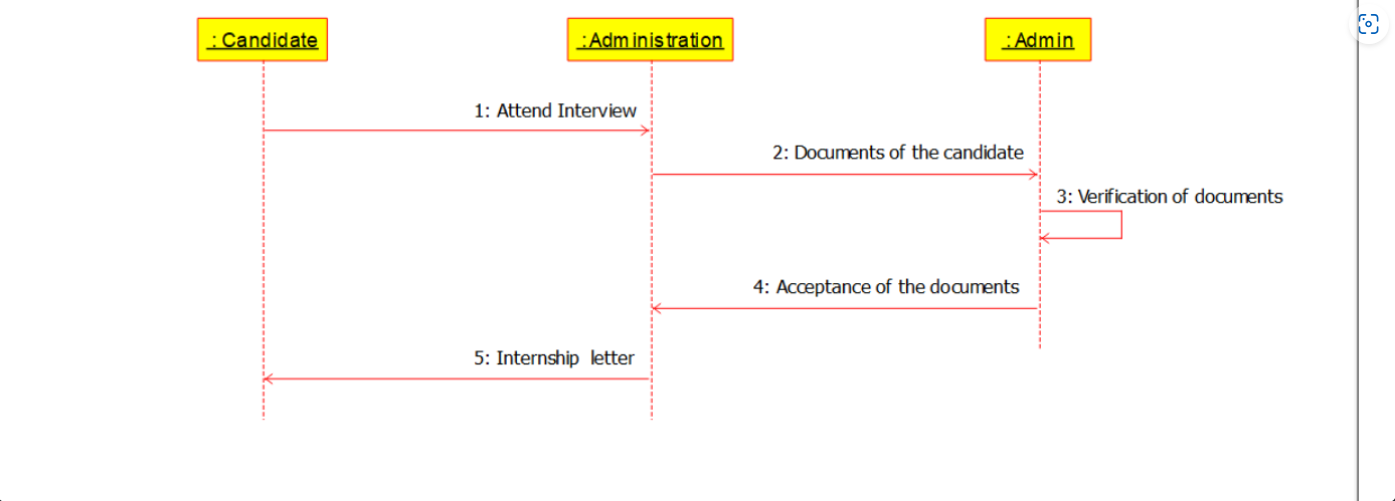 : Candidate
:Administration
:Admin
1: Attend Interview
2: Documents of the candidate
3: Verification of documents
4: Acceptance of the documents
5: Internship letter